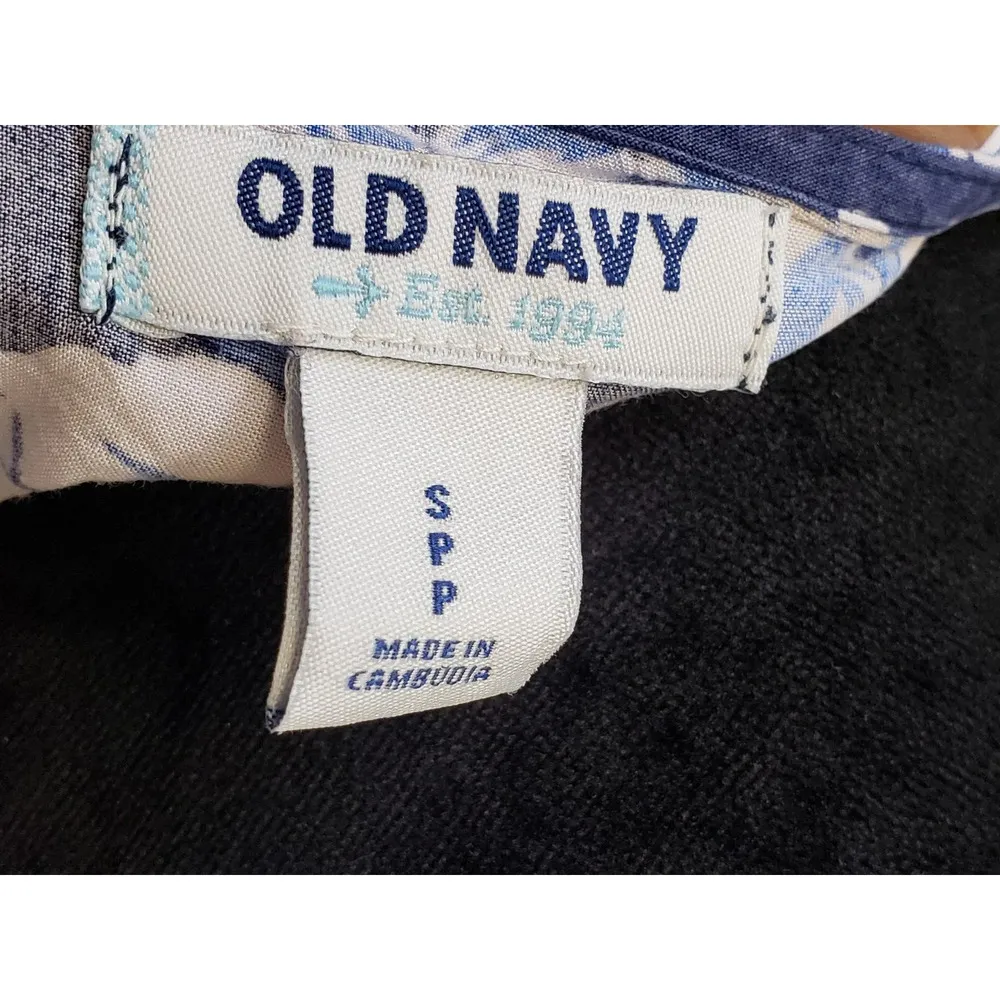 OLD NAVY
Est. 1994
S
P
P
MADE IN
CAMBODIA